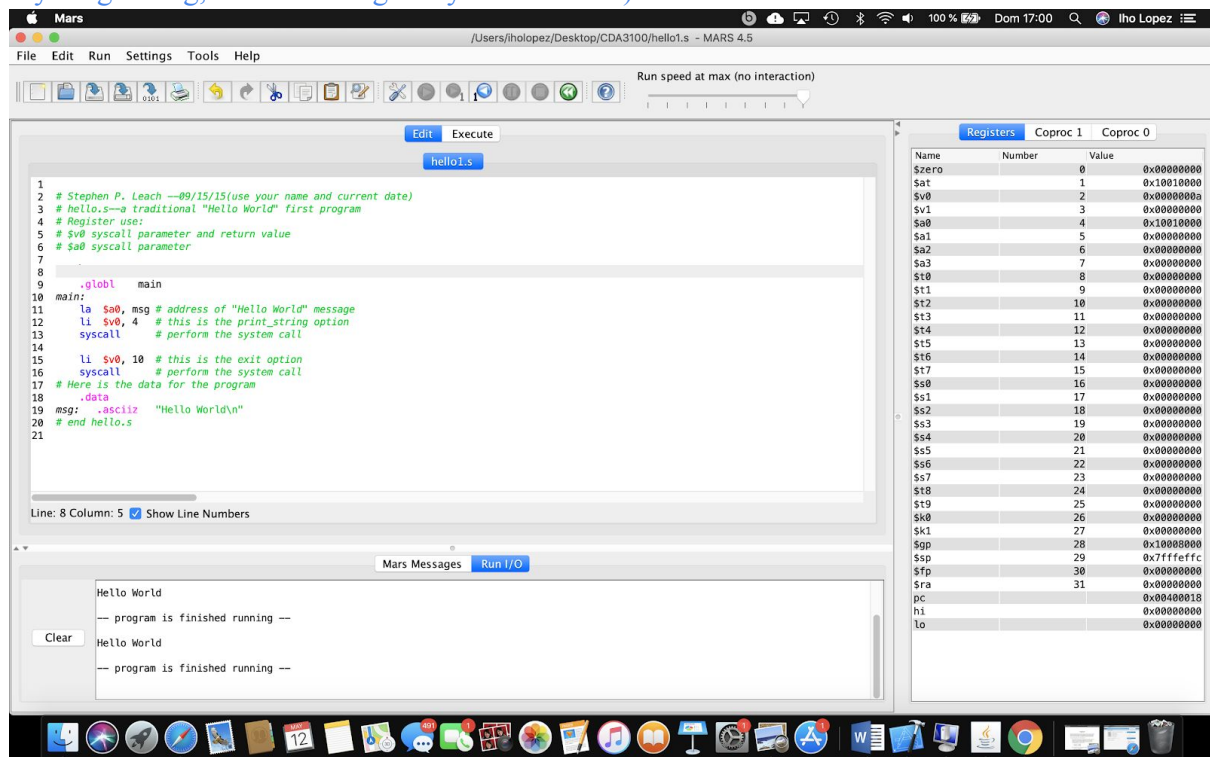 Mars 100 % Dom 17:00 Iho Lopez
/Users/iholopez/Desktop/CDA3100/hello1.s - MARS 4.5
File Edit Run Settings Tools Help
Run speed at max (no interaction)
Edit Execute
hello1.s
1
2 # Stephen P. Leach --09/15/15(use your name and current date)
3 # hello.s--a traditional "Hello World" first program
4 # Register use:
5 # $v0 syscall parameter and return value
6 # $a0 syscall parameter
7
8
9 .globl main
10 main:
11 la $a0, msg # address of "Hello World" message
12 li $v0, 4 # this is the print_string option
13 syscall # perform the system call
14
15 li $v0, 10 # this is the exit option
16 syscall # perform the system call
17 # Here is the data for the program
18 .data
19 msg: .asciiz "Hello World\n"
20 # end hello.s
21
Line: 8 Column: 5 Show Line Numbers
Mars Messages Run I/O
Hello World
-- program is finished running --
Clear
Hello World
-- program is finished running --
Registers Coproc 1 Coproc 0
Name Number Value
$zero 0 0x00000000
$at 1 0x10010000
$v0 2 0x0000000a
$v1 3 0x00000000
$a0 4 0x10010000
$a1 5 0x00000000
$a2 6 0x00000000
$a3 7 0x00000000
$t0 8 0x00000000
$t1 9 0x00000000
$t2 10 0x00000000
$t3 11 0x00000000
$t4 12 0x00000000
$t5 13 0x00000000
$t6 14 0x00000000
$t7 15 0x00000000
$s0 16 0x00000000
$s1 17 0x00000000
$s2 18 0x00000000
$s3 19 0x00000000
$s4 20 0x00000000
$s5 21 0x00000000
$s6 22 0x00000000
$s7 23 0x00000000
$t8 24 0x00000000
$t9 25 0x00000000
$k0 26 0x00000000
$k1 27 0x00000000
$gp 28 0x10008000
$sp 29 0x7fffeffc
$fp 30 0x00000000
$ra 31 0x00000000
pc 0x00400018
hi 0x00000000
lo 0x00000000
MAY
12
491
1
1
1